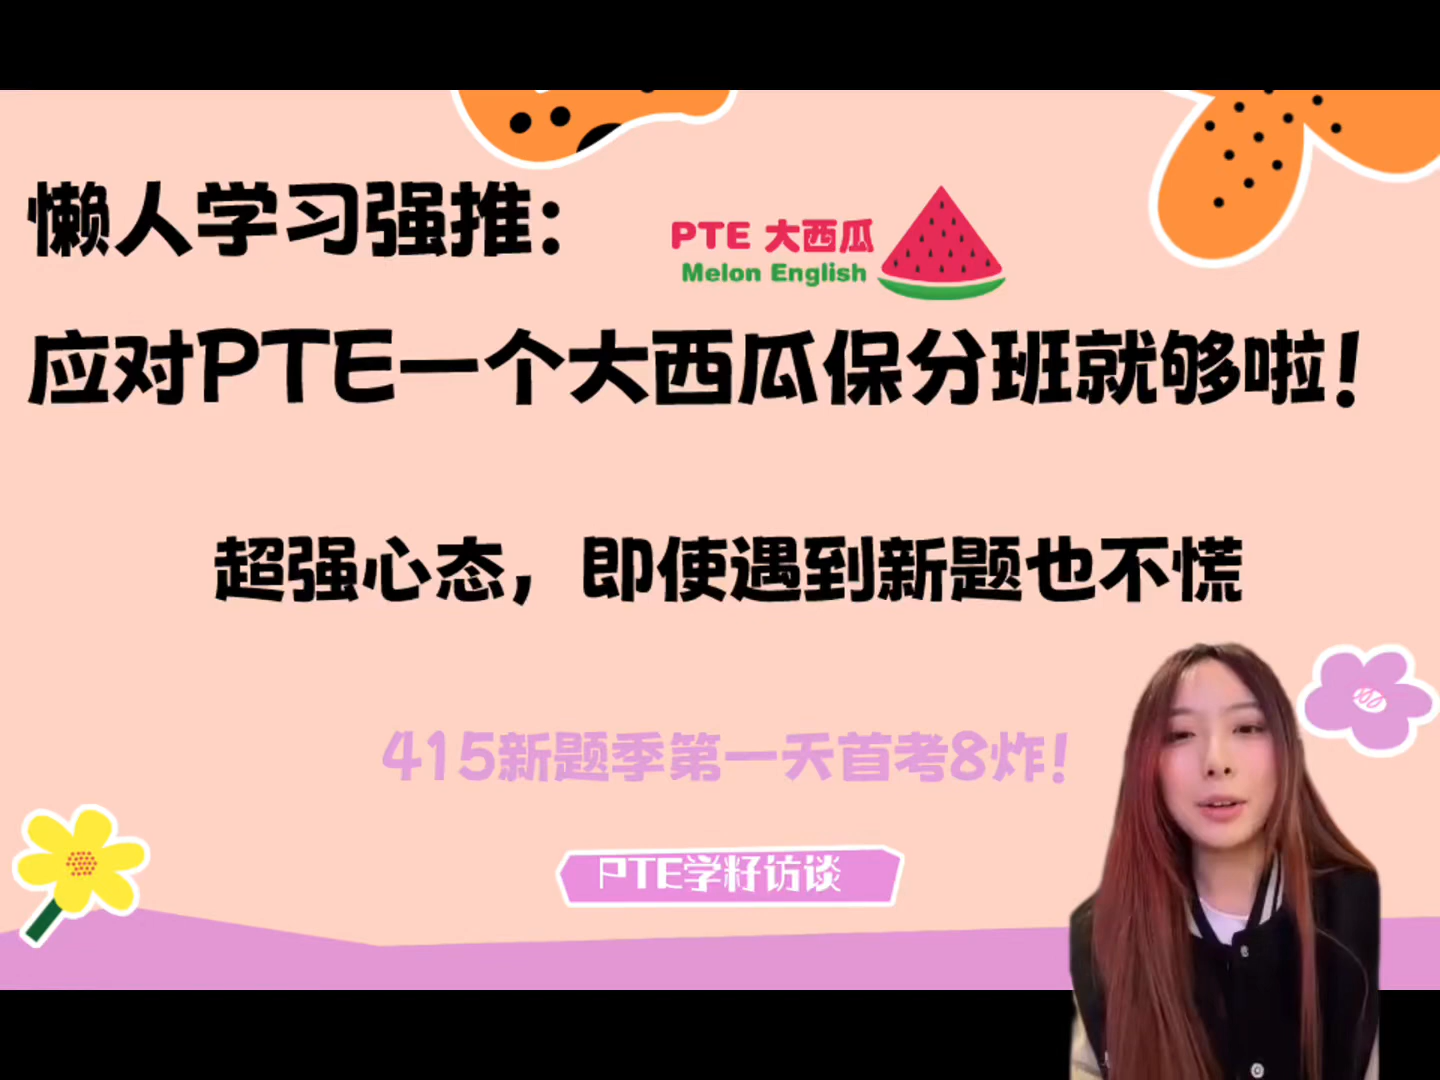 懒人学习强推：
PTE 大西瓜
Melon English
应对PTE一个大西瓜保分班就够啦！
超强心态，即使遇到新题也不慌
415新题季第一天首考8炸！
PTE学籽访谈